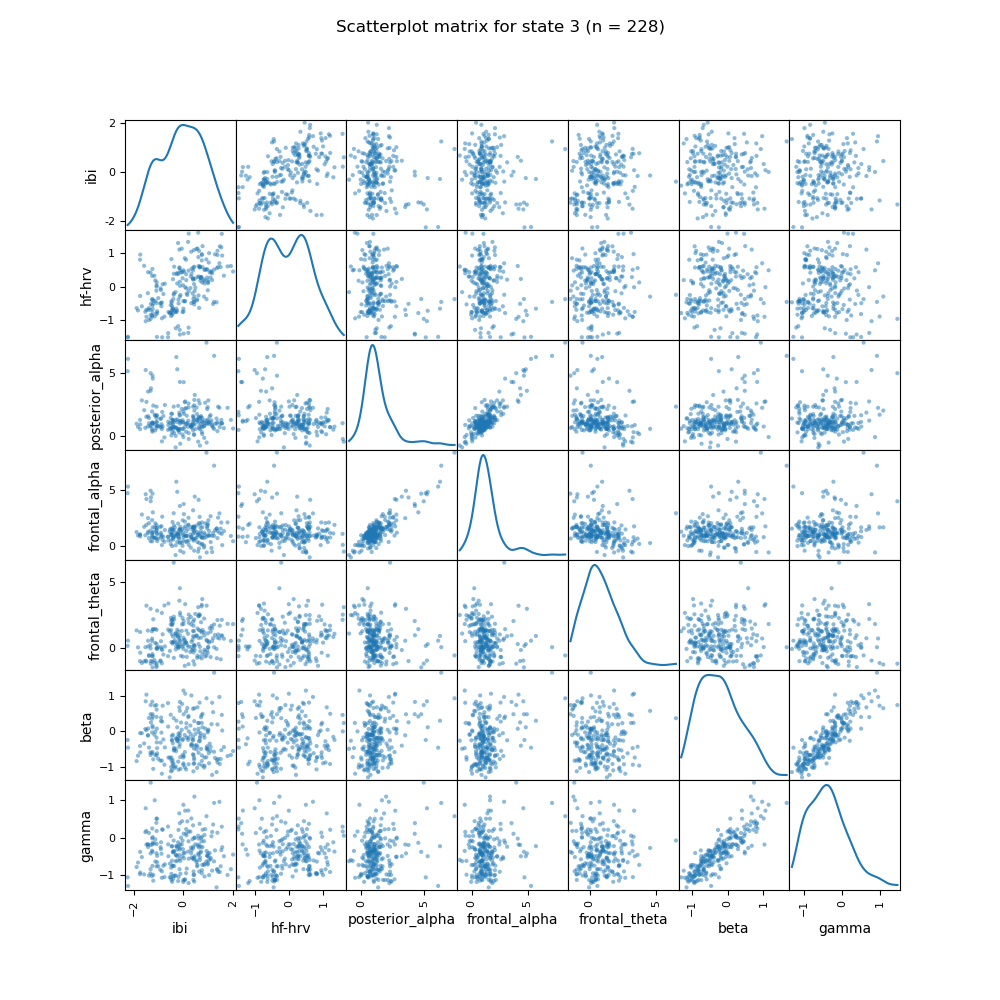 Scatterplot matrix for state 3 (n = 228)
2
0
-2
ibi
1
0
−1
hf-hrv
5
0
posterior_alpha
5
0
frontal_alpha
5
0
frontal_theta
1
0
−1
beta
1
0
−1
gamma
−2 0 2 −1 0 1 0 5 0 5 0 5 −1 0 1 −1 0 1
ibi hf-hrv posterior_alpha frontal_alpha frontal_theta beta gamma